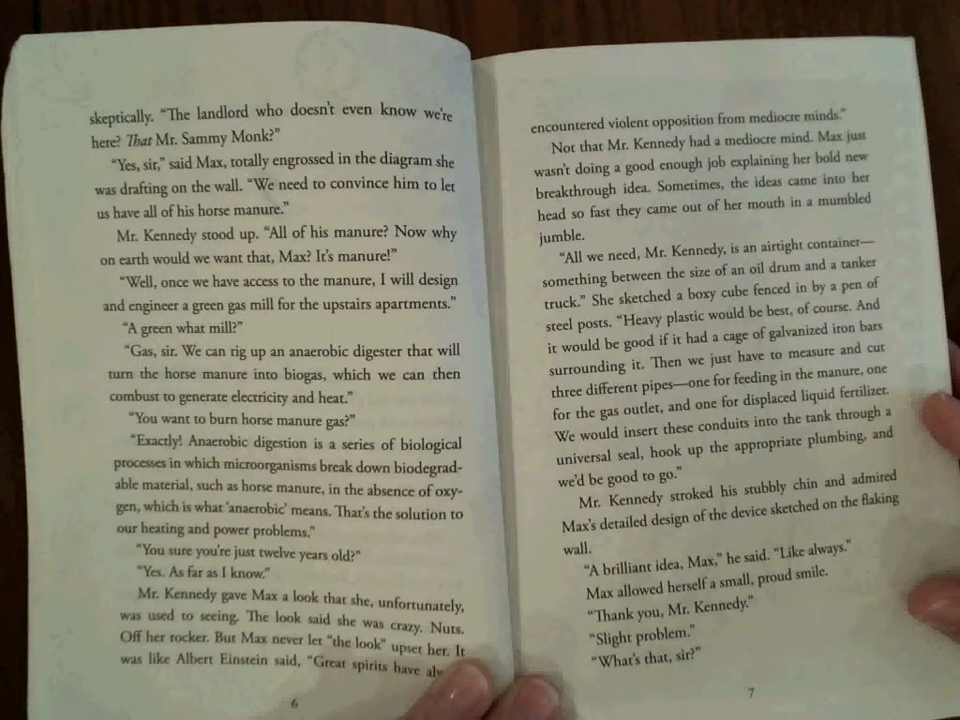 skeptically. “The landlord who doesn’t even know we’re
here? That Mr. Sammy Monk?”
“Yes, sir,” said Max, totally engrossed in the diagram she
was drafting on the wall. “We need to convince him to let
us have all of his horse manure.”
Mr. Kennedy stood up. “All of his manure? Now why
on earth would we want that, Max? It’s manure!”
“Well, once we have access to the manure, I will design
and engineer a green gas mill for the upstairs apartments.”
“A green what mill?”
“Gas, sir. We can rig up an anaerobic digester that will
turn the horse manure into biogas, which we can then
combust to generate electricity and heat.”
“You want to burn horse manure gas?”
“Exactly! Anaerobic digestion is a series of biological
processes in which microorganisms break down biodegrad-
able material, such as horse manure, in the absence of oxy-
gen, which is what ‘anaerobic’ means. That’s the solution to
our heating and power problems.”
“You sure you’re just twelve years old?”
“Yes. As far as I know.”
Mr. Kennedy gave Max a look that she, unfortunately,
was used to seeing. The look said she was crazy. Nuts.
Off her rocker. But Max never let “the look” upset her. It
was like Albert Einstein said, “Great spirits have
6
encountered violent opposition from mediocre minds.”
Not that Mr. Kennedy had a mediocre mind. Max just
wasn’t doing a good enough job explaining her bold new
breakthrough idea. Sometimes, the ideas came into her
head so fast they came out of her mouth in a mumbled
jumble.
“All we need, Mr. Kennedy, is an airtight container—
something between the size of an oil drum and a tanker
truck.” She sketched a boxy cube fenced in by a pen of
steel posts. “Heavy plastic would be best, of course. And
it would be good if it had a cage of galvanized iron bars
surrounding it. Then we just have to measure and cut
three different pipes—one for feeding in the manure, one
for the gas outlet, and one for displaced liquid fertilizer.
We would insert these conduits into the tank through a
universal seal, hook up the appropriate plumbing, and
we’d be good to go.”
Mr. Kennedy stroked his stubbly chin and admired
Max’s detailed design of the device sketched on the flaking
wall.
“A brilliant idea, Max,” he said. “Like always.”
Max allowed herself a small, proud smile.
“Thank you, Mr. Kennedy.”
“Slight problem.”
“What’s that, sir?”
7